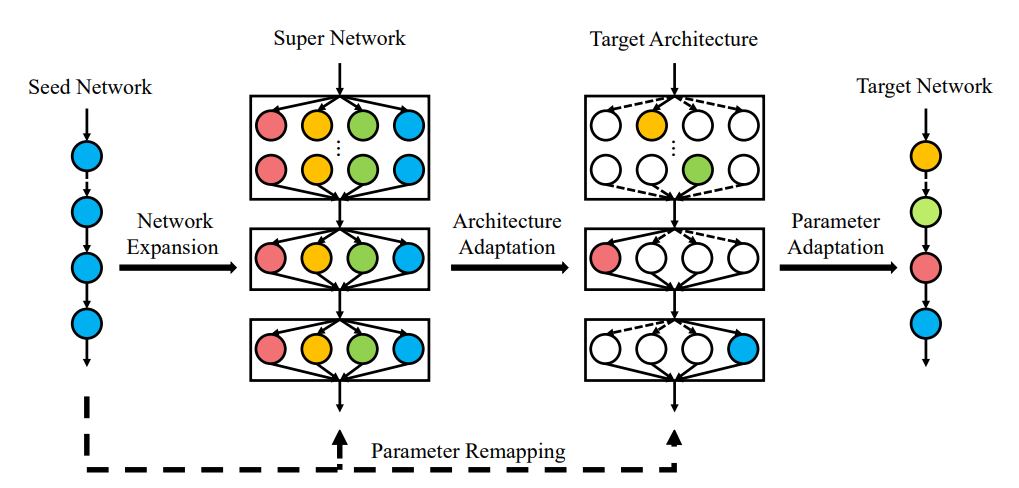 Seed Network
Super Network
Target Architecture
Target Network
Network
Expansion
Architecture
Adaptation
Parameter
Adaptation
Parameter Remapping